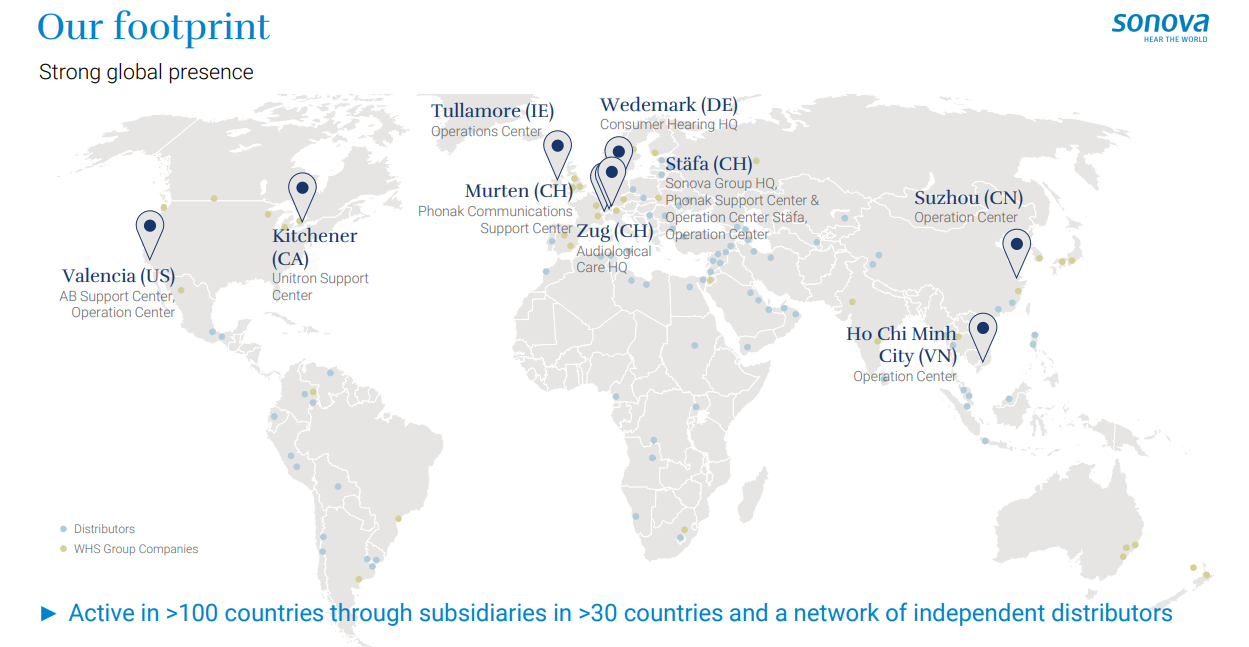 Our footprint
sonova
HEAR THE WORLD
Strong global presence
Tullamore (IE)
Operations Center
Wedemark (DE)
Consumer Hearing HQ
Murten (CH)
Phonak Communications
Support Center
Stäfa (CH)
Sonova Group HQ,
Phonak Support Center &
Operation Center Stäfa,
Operation Center
Zug (CH)
Audiological
Care HQ
Suzhou (CN)
Operation Center
Kitchener
(CA)
Unitron Support
Center
Valencia (US)
AB Support Center,
Operation Center
Ho Chi Minh
City (VN)
Operation Center
Distributors
WHS Group Companies
► Active in >100 countries through subsidiaries in >30 countries and a network of independent distributors